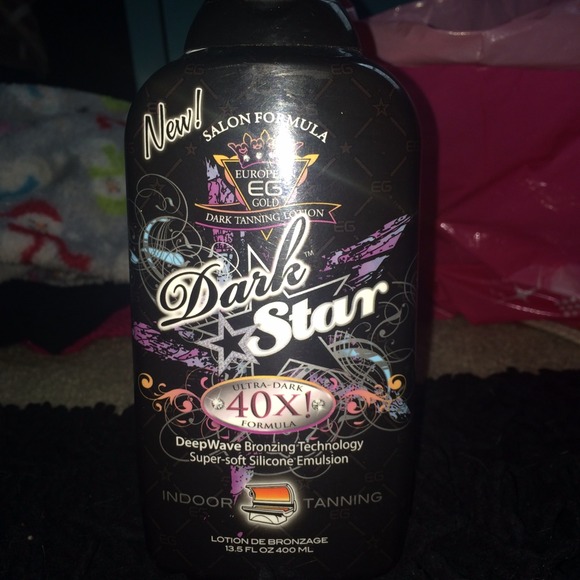 New!
SALON FORMULA
EUROPEAN
EG
GOLD
DARK TANNING LOTION
Dark™
Star
ULTRA-DARK
40X!
FORMULA
DeepWave Bronzing Technology
Super-soft Silicone Emulsion
INDOOR TANNING
LOTION DE BRONZAGE
13.5 FL OZ 400 ML